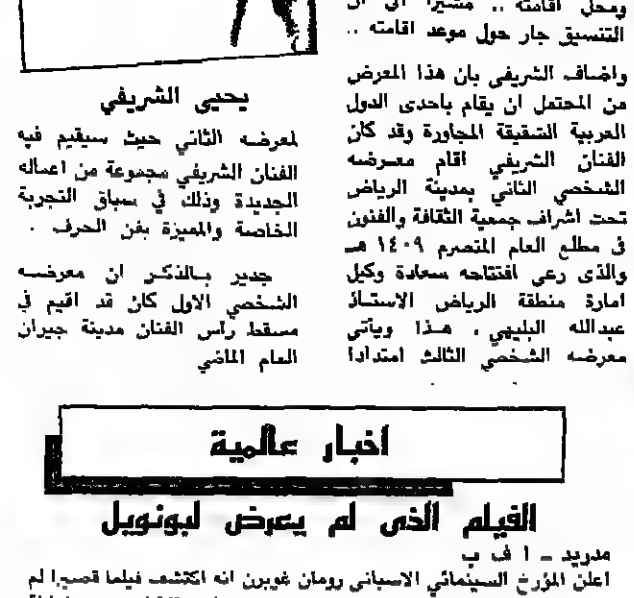 ومحل اقامته .. مشيرا الى ان
التنسيق جار حول موعد اقامته ..
واضاف الشريفي بان هذا المعرض
من المحتمل ان يقام باحدى الدول
العربية الشقيقة المجاورة وقد كان
الفنان الشريفي اقام معرضه
الشخصي الثاني بمدينة الرياض
تحت اشراف جمعية الثقافة والفنون
في مطلع العام المنصرم ١٤٠٩ هـ
والذى رعي افتتاحه سعادة وكيل
امارة منطقة الرياض الاستاذ
عبدالله البليهي . هذا ويأتي
معرضه الشخصي الثالث امتدادا
يحيى الشريفي
لمعرضه الثاني حيث سيقيم فيه
الفنان الشريفي مجموعة من اعماله
الجديدة وذلك في سياق التجربة
الخاصة والمميزة بفن الحرف .
جدير بالذكر ان معرضه
الشخصي الاول كان قد اقيم في
مسقط رأس الفنان مدينة جيزان
العام الماضي
اخبار عالمية
الفيلم الذى لم يعرض لبونويل
مدريد ــ ا ف ب
اعلن المؤرخ السينمائي الاسباني رومان غوبرن انه اكتشف فيلما قصيرا لم